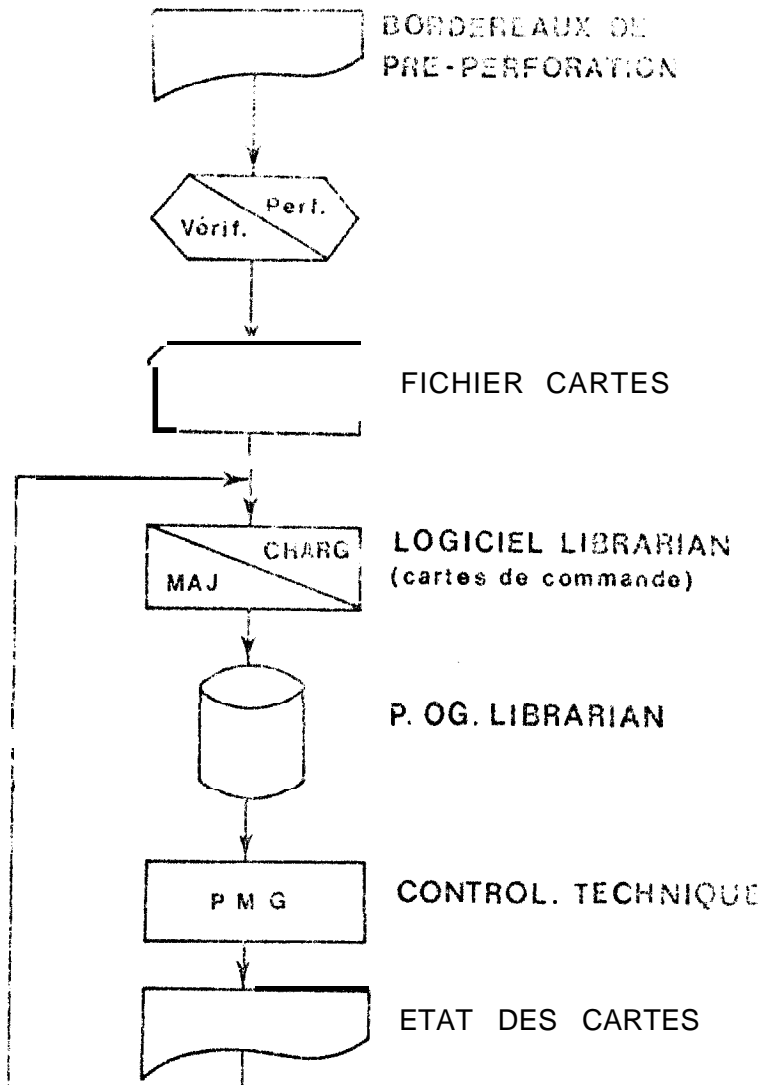 BORDEREAUX DE
PRE-PERFORATION
Perf.
Vérif.
FICHIER CARTES
CHARG
MAJ
LOGICIEL LIBRARIAN
(cartes de commande)
P. OG. LIBRARIAN
P M G
CONTROL. TECHNIQUE
ETAT DES CARTES